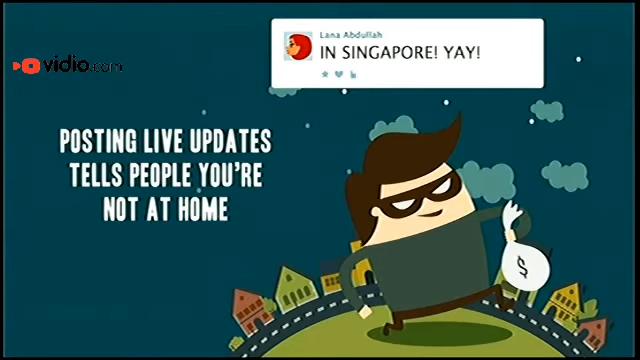 Lana Abdullah
IN SINGAPORE! YAY!
vidio.com
POSTING LIVE UPDATES
TELLS PEOPLE YOU'RE
NOT AT HOME
$